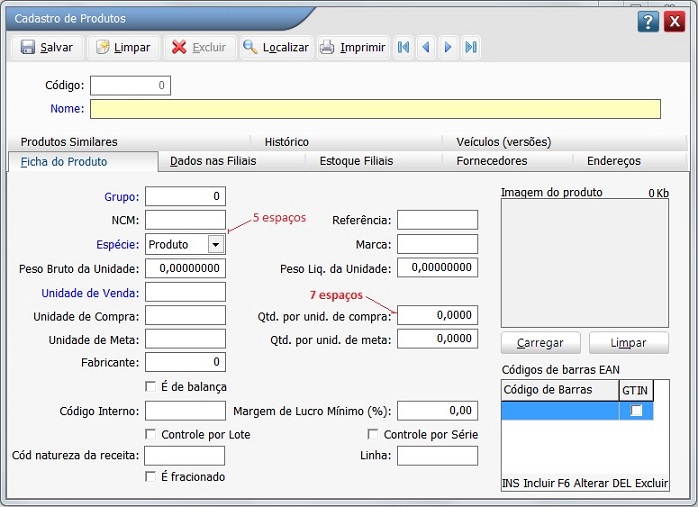 Cadastro de Produtos ? X
Salvar Limpar Excluir Localizar Imprimir
Código: 0
Nome:
Produtos Similares Histórico Veículos (versões)
Ficha do Produto Dados nas Filiais Estoque Filiais Fornecedores Endereços
Grupo: 0 Imagem do produto 0 Kb
NCM: 5 espaços Referência:
Espécie: Produto Marca:
Peso Bruto da Unidade: 0,00000000 Peso Liq. da Unidade: 0,00000000
Unidade de Venda: 7 espaços
Unidade de Compra: Qtd. por unid. de compra: 0,0000
Unidade de Meta: Qtd. por unid. de meta: 0,0000 Carregar Limpar
Fabricante: 0 Códigos de barras EAN
É de balança Código de Barras GTIN
Código Interno: Margem de Lucro Mínimo (%): 0,00
Controle por Lote Controle por Série
Cód natureza da receita: Linha:
É fracionado INS Incluir F6 Alterar DEL Excluir